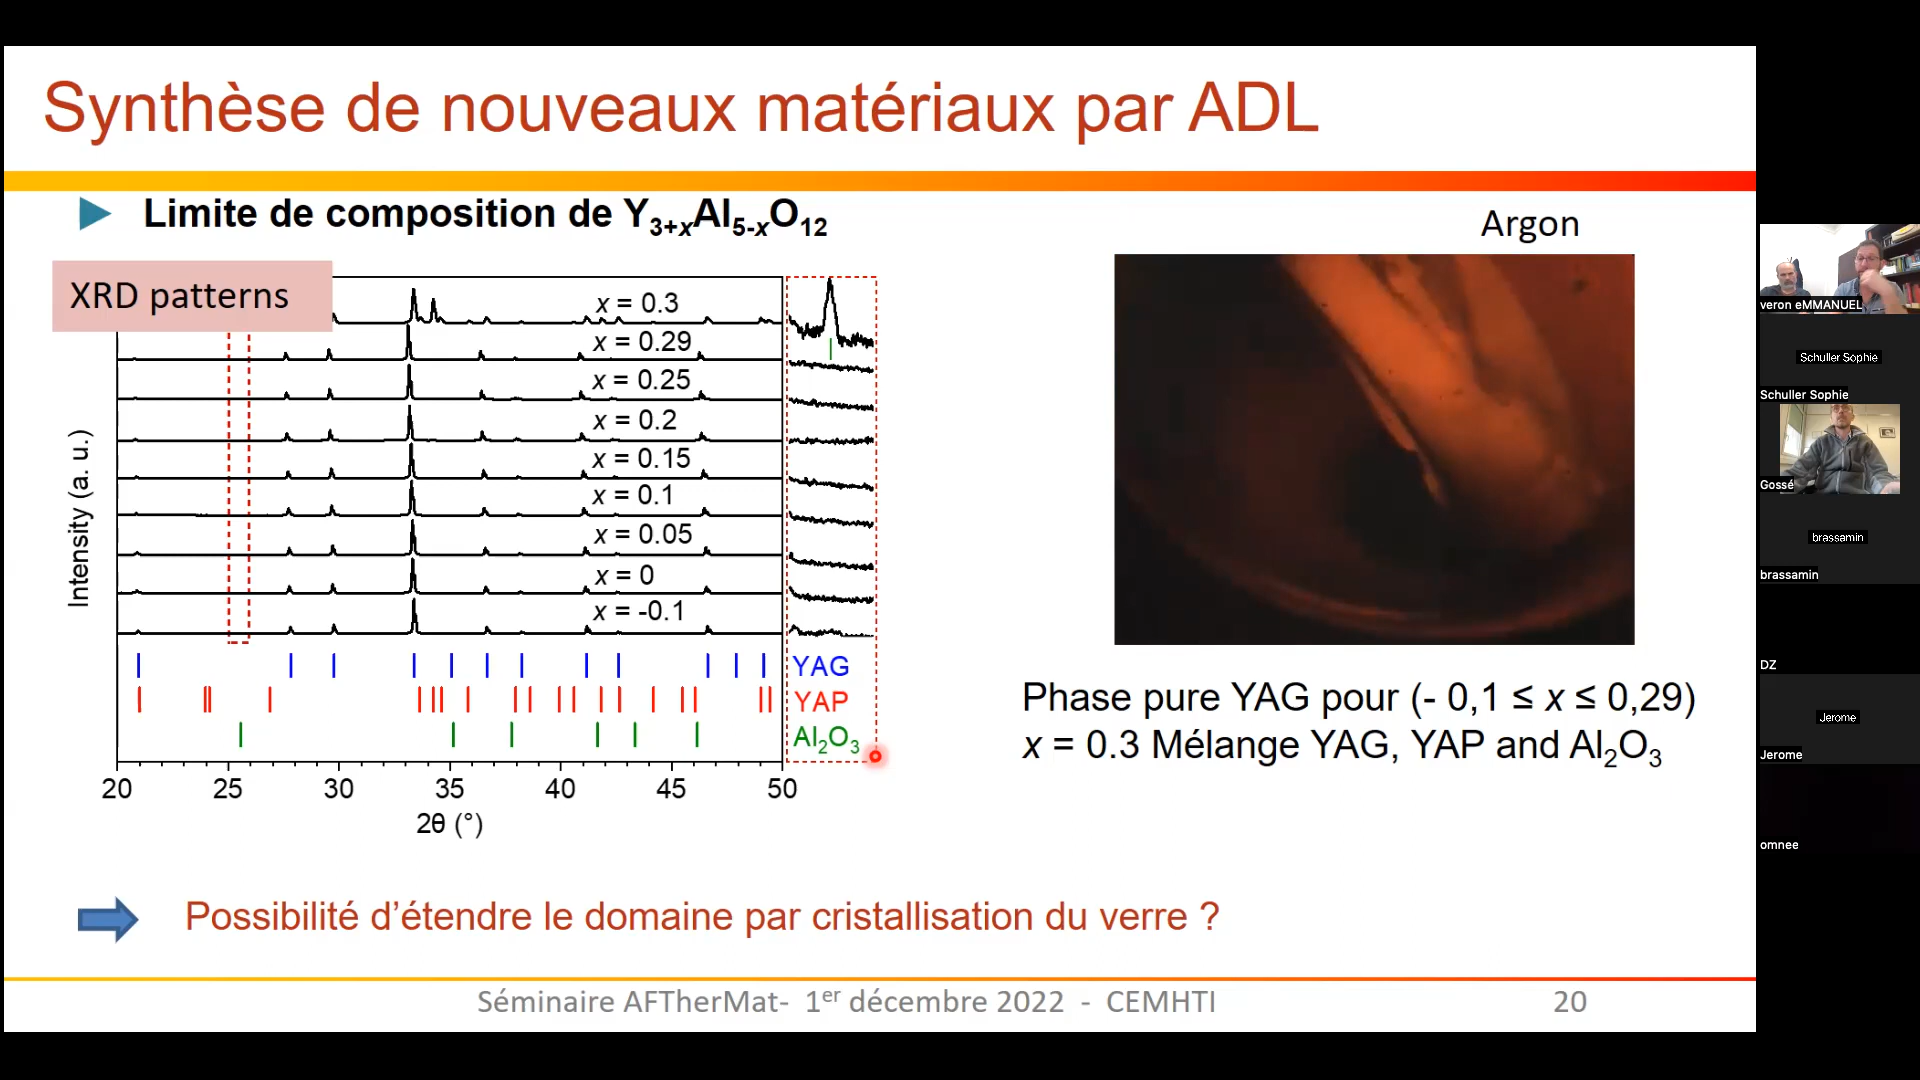 Synthèse de nouveaux matériaux par ADL
Limite de composition de Y3+xAl5-xO12
Argon
XRD patterns
x = 0.3
x = 0.29
x = 0.25
x = 0.2
x = 0.15
x = 0.1
x = 0.05
x = 0
x = -0.1
Intensity (a. u.)
YAG
YAP
Al2O3
20 25 30 35 40 45 50
2θ (°)
Phase pure YAG pour (- 0,1 ≤ x ≤ 0,29)
x = 0.3 Mélange YAG, YAP and Al2O3
Possibilité d’étendre le domaine par cristallisation du verre ?
Séminaire AFTherMat- 1er décembre 2022 - CEMHTI
20
veron eMMANUEL
Schuller Sophie
Schuller Sophie
Gossé
brassamin
brassamin
DZ
Jerome
Jerome
omnee